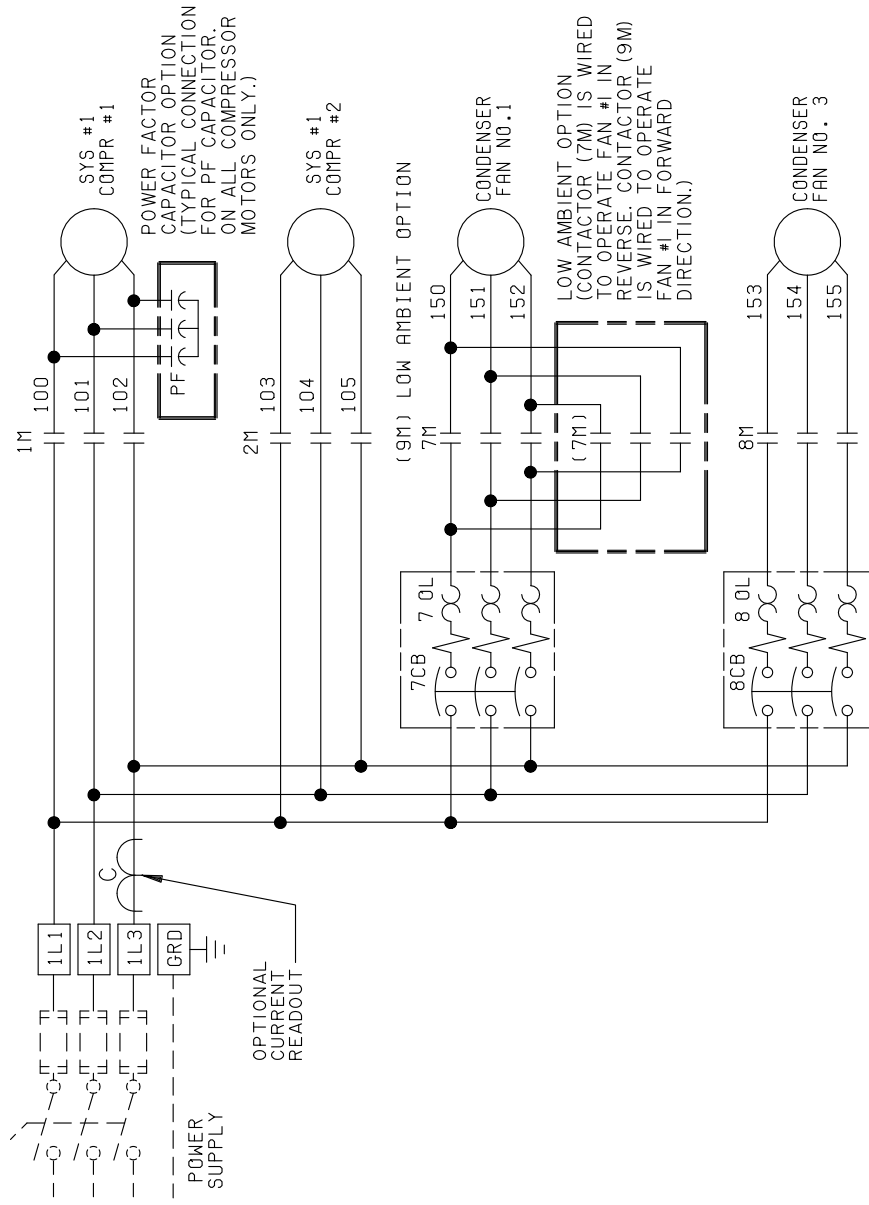 1M
100
101
102
SYS #1
COMPR #1
PF
POWER FACTOR
CAPACITOR OPTION
(TYPICAL CONNECTION
FOR PF CAPACITOR.
ON ALL COMPRESSOR
MOTORS ONLY.)
2M
103
104
105
SYS #1
COMPR #2
(9M) LOW AMBIENT OPTION
7M
150
151
152
CONDENSER
FAN NO.1
7CB
7 OL
(7M)
LOW AMBIENT OPTION
(CONTACTOR (7M) IS WIRED
TO OPERATE FAN #1 IN
REVERSE. CONTACTOR (9M)
IS WIRED TO OPERATE
FAN #1 IN FORWARD
DIRECTION.)
8CB
8 OL
8M
153
154
155
CONDENSER
FAN NO. 3
1L1
1L2
1L3
GRD
C
OPTIONAL
CURRENT
READOUT
POWER
SUPPLY